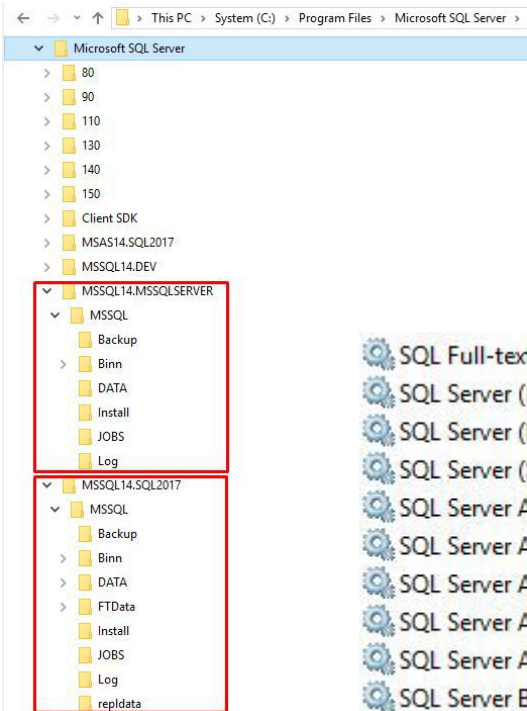 This PC > System (C:) > Program Files > Microsoft SQL Server >
Microsoft SQL Server
80
90
110
130
140
150
Client SDK
MSAS14.SQL2017
MSSQL14.DEV
MSSQL14.MSSQLSERVER
MSSQL
Backup
Binn
DATA
Install
JOBS
Log
MSSQL14.SQL2017
MSSQL
Backup
Binn
DATA
FTData
Install
JOBS
Log
repldata
SQL Full-tex
SQL Server (
SQL Server (
SQL Server (
SQL Server A
SQL Server A
SQL Server A
SQL Server A
SQL Server A
SQL Server B